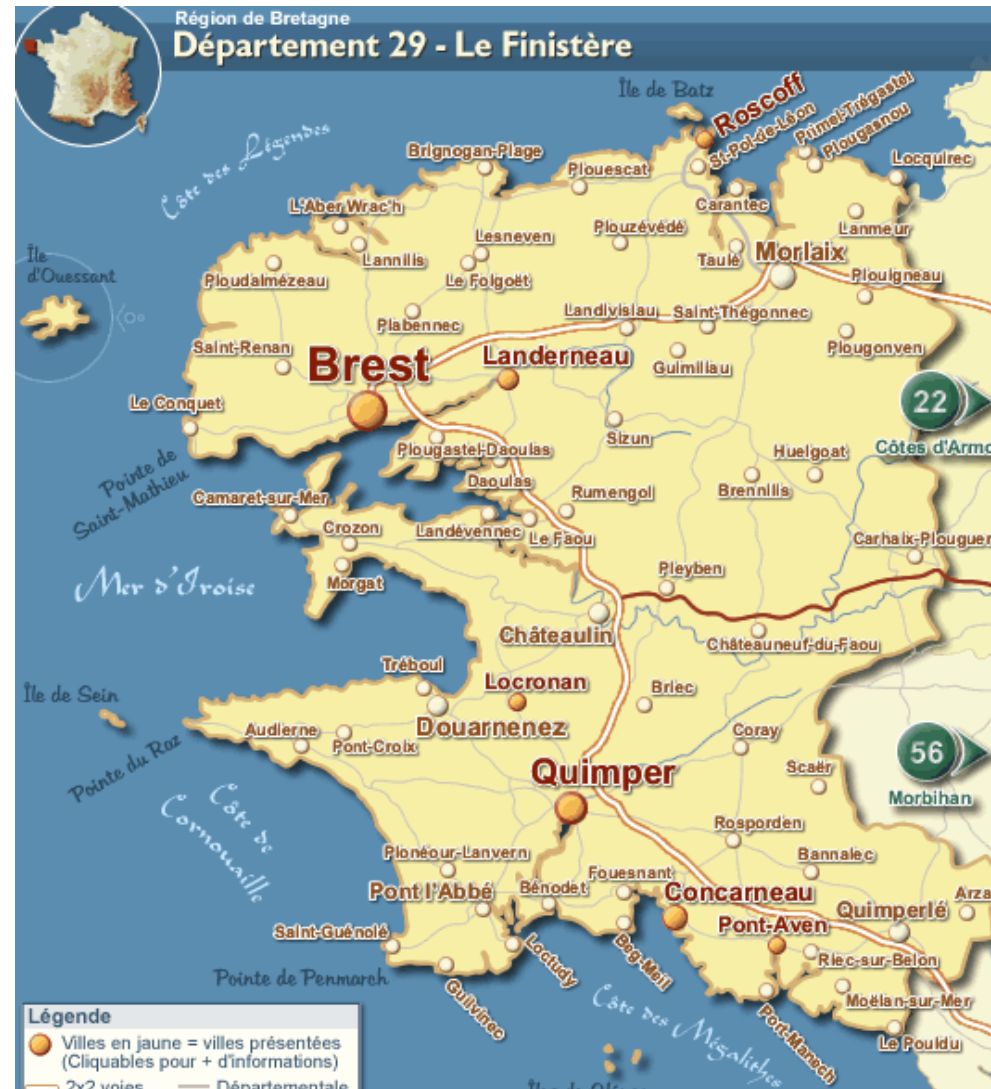 Région de Bretagne
Département 29 - Le Finistère
Île de Batz
Roscoff
St-Pol-de-Léon
Primel-Trégastel
Plougasnou
Locquirec
Côte des Légendes
Brignogan-Plage
Plouescat
Carantec
Lanmeur
L'Aber Wrac'h
Lannilis
Lesneven
Le Folgoët
Plouzévédé
Taulé
Morlaix
Plouigneau
Île
d'Ouessant
Ploudalmézeau
Plabennec
Landivisiau
Saint-Thégonnec
Plougonven
Saint-Renan
Brest
Landerneau
Guimiliau
22
Côtes d'Armo
Le Conquet
Plougastel-Daoulas
Sizun
Huelgoat
Pointe de
Saint-Mathieu
Daoulas
Brennilis
Camaret-sur-Mer
Rumengol
Crozon
Landévennec
Le Faou
Carhaix-Plouguer
Mer d'Iroise
Morgat
Pleyben
Châteaulin
Châteauneuf-du-Faou
Tréboul
Locronan
Briec
Île de Sein
Douarnenez
Audierne
Pont-Croix
Coray
56
Morbihan
Pointe du Raz
Quimper
Scaër
Côte de
Cornouaille
Rosporden
Plonéour-Lanvern
Bannalec
Pont l'Abbé
Bénodet
Fouesnant
Concarneau
Quimperlé
Arza
Saint-Guénolé
Pont-Aven
Loctudy
Beg-Meil
Riec-sur-Belon
Pointe de Penmarch
Guilvinec
Côte des Mégalithes
Port-Manech
Moëlan-sur-Mer
Le Pouldu
Légende
Villes en jaune = villes présentées
(Cliquables pour + d'informations)
2x2 voies
Départementale